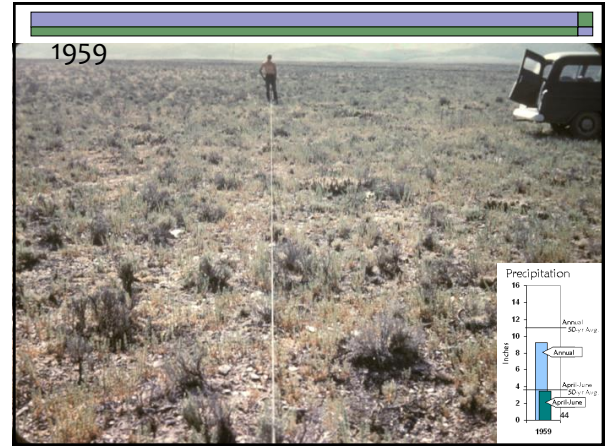 1959
Precipitation
16
14
12
10
8
6
4
2
0
Inches
Annual
50-yr Avg.
Annual
April-June
50-yr Avg.
April-June
44
1959